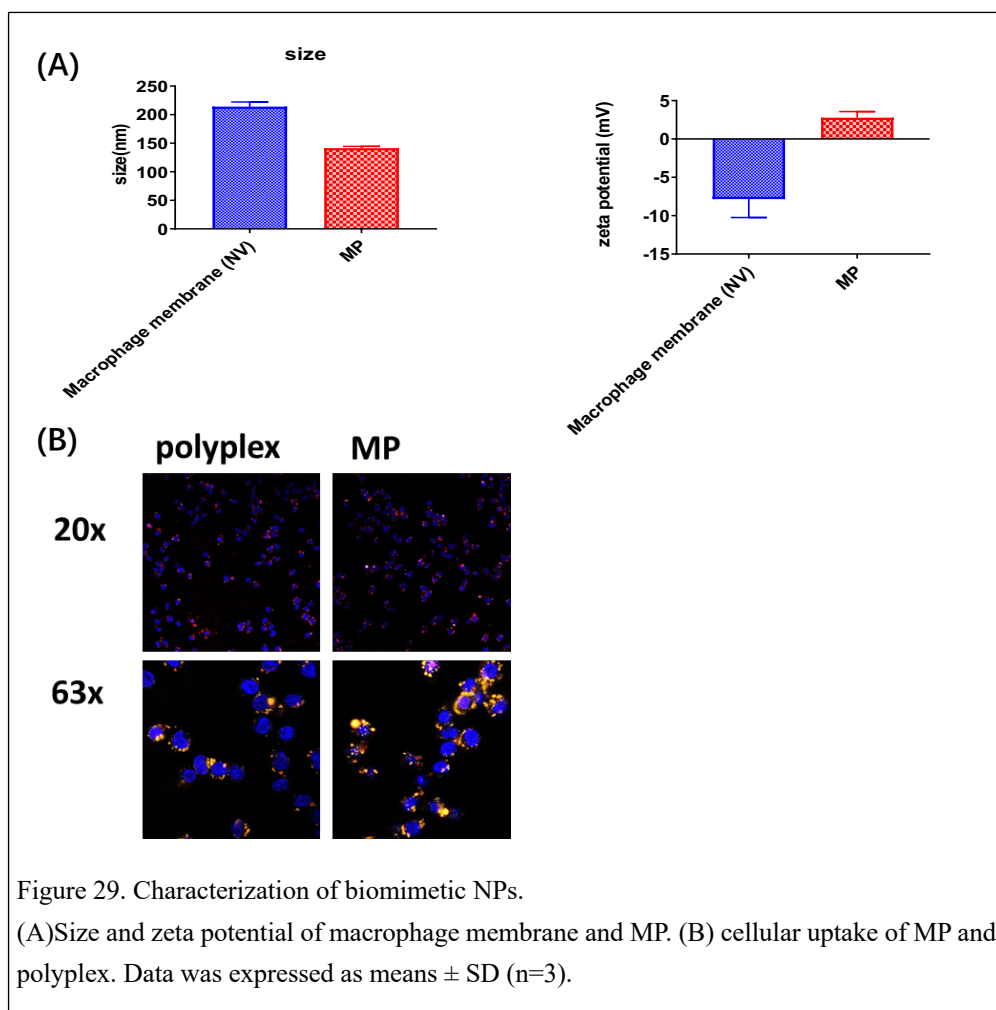 (A)
size
size(nm)
250
200
150
100
50
0
Macrophage membrane (NV)
MP
zeta potential (mV)
5
0
-5
-10
-15
Macrophage membrane (NV)
MP
(B)
polyplex
MP
20x
63x
Figure 29. Characterization of biomimetic NPs.
(A)Size and zeta potential of macrophage membrane and MP. (B) cellular uptake of MP and
polyplex. Data was expressed as means ± SD (n=3).